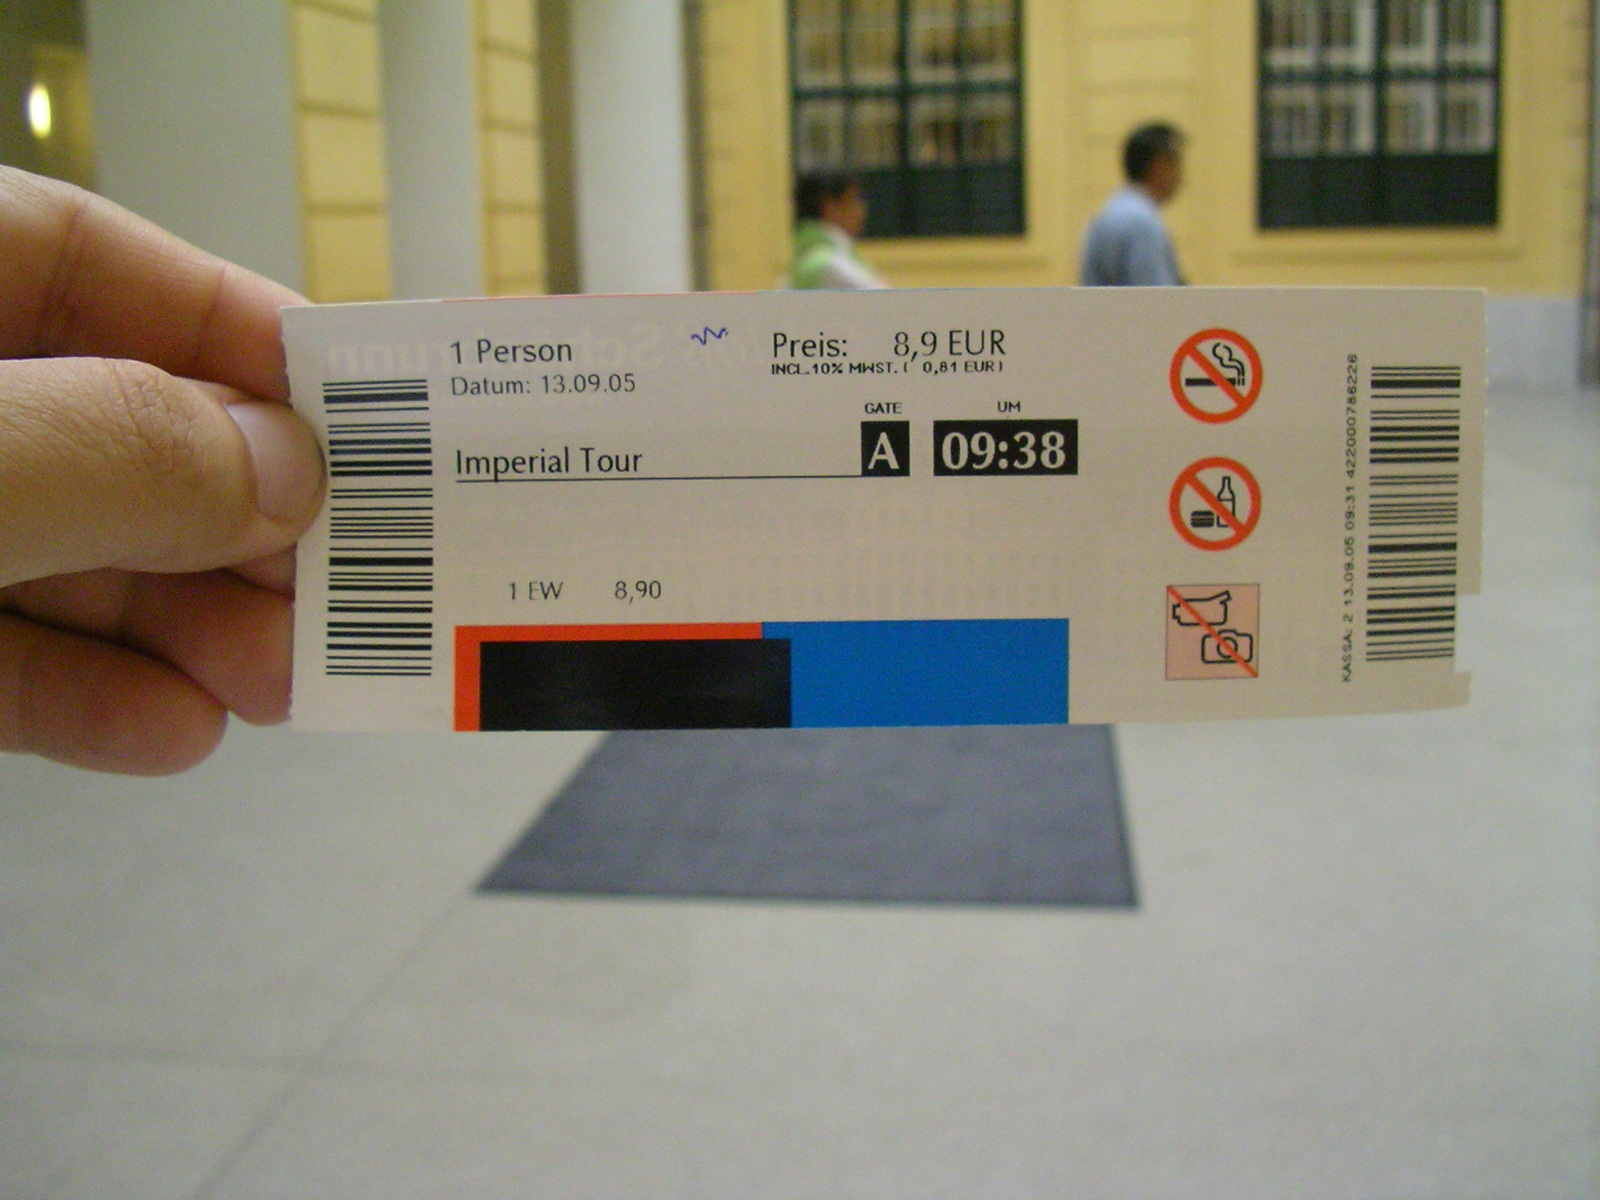 1 Person
Preis: 8,9 EUR
Datum: 13.09.05
INCL.10% MWST. ( 0,81 EUR)
GATE UM
Imperial Tour A 09:38
1 EW 8,90
KASSA: 2 13.09.05 09:31 4220007862226